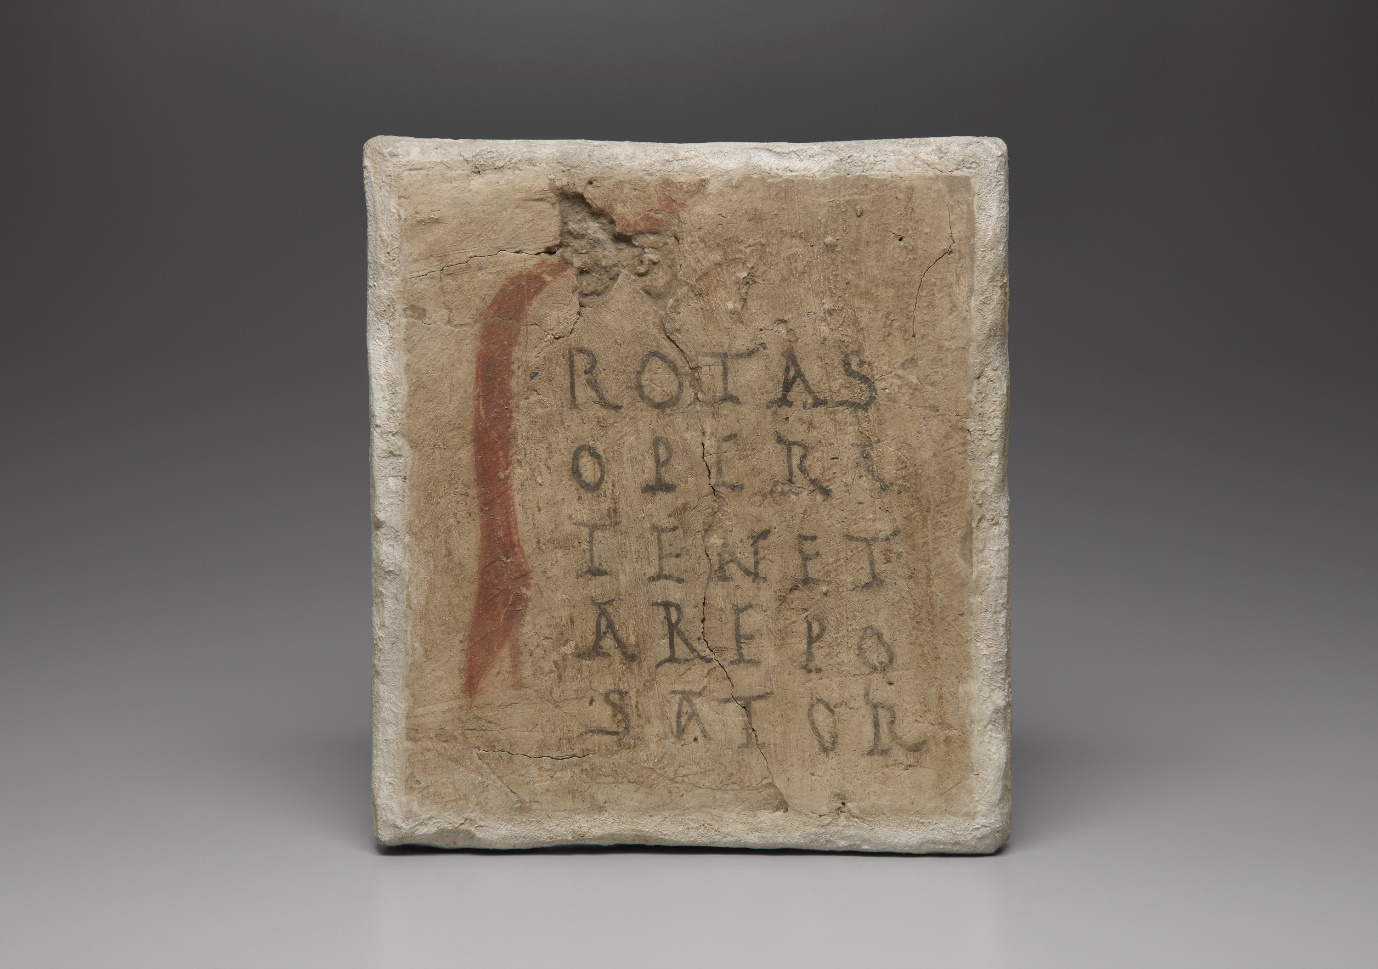 ROTAS
OPERA
TENET
AREPO
SATOR